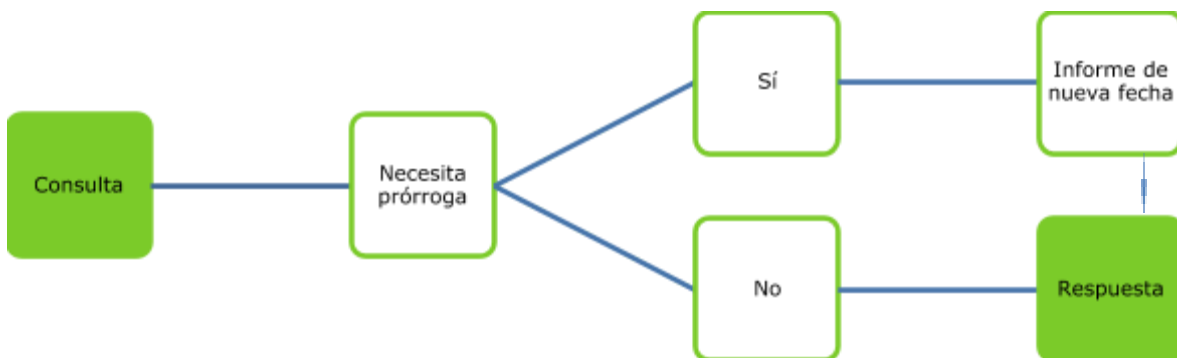 Consulta
Necesita
prórroga
Sí
Informe de
nueva fecha
No
Respuesta